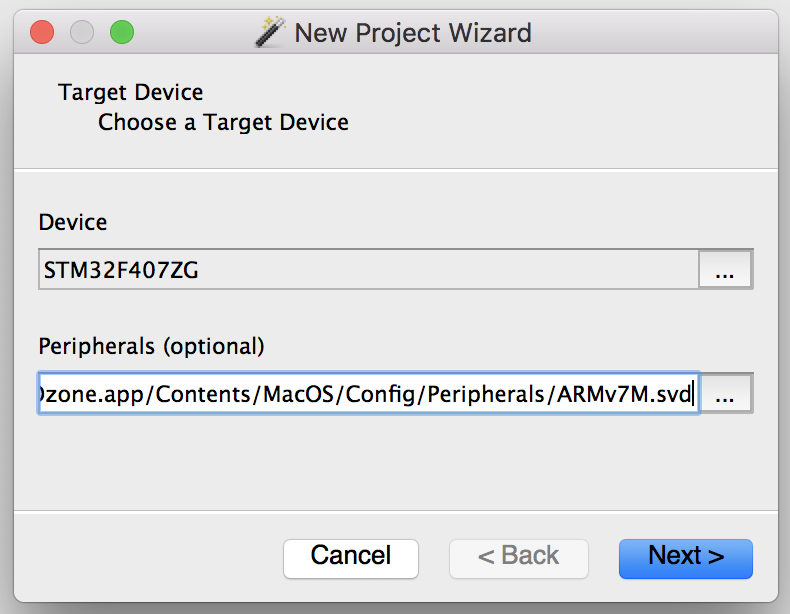 New Project Wizard
Target Device
Choose a Target Device
Device
STM32F407ZG
...
Peripherals (optional)
zone.app/Contents/MacOS/Config/Peripherals/ARMv7M.svd
...
Cancel
< Back
Next >